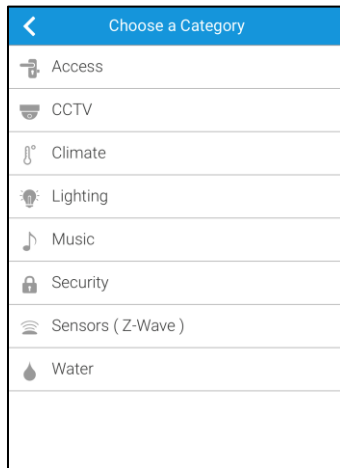 Choose a Category
Access
CCTV
Climate
Lighting
Music
Security
Sensors ( Z-Wave )
Water